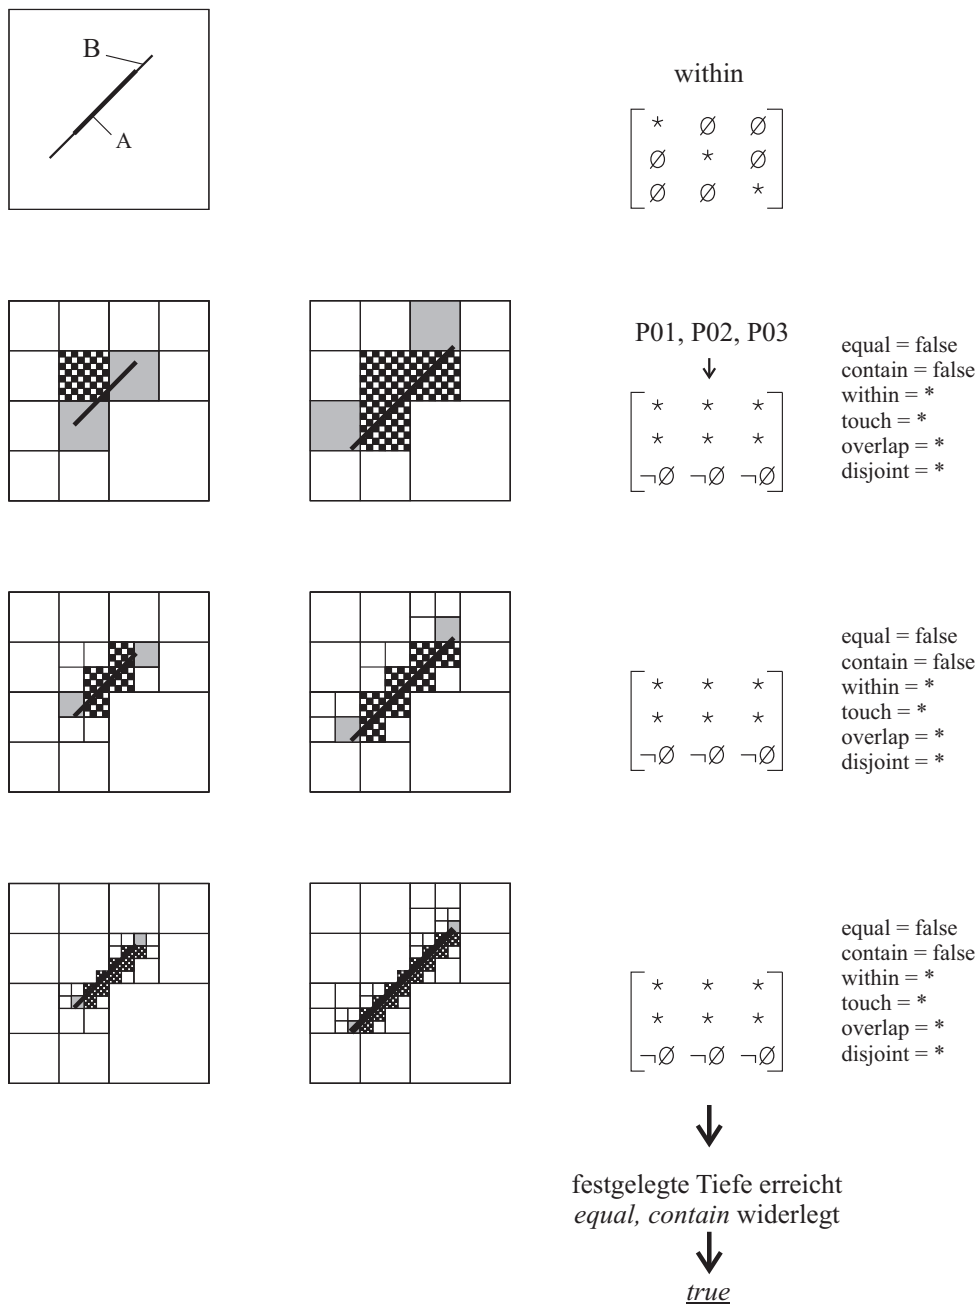 B
A
within
* ∅ ∅
∅ * ∅
∅ ∅ *
P01, P02, P03
* * *
* * *
¬∅ ¬∅ ¬∅
equal = false
contain = false
within = *
touch = *
overlap = *
disjoint = *
* * *
* * *
¬∅ ¬∅ ¬∅
equal = false
contain = false
within = *
touch = *
overlap = *
disjoint = *
* * *
* * *
¬∅ ¬∅ ¬∅
equal = false
contain = false
within = *
touch = *
overlap = *
disjoint = *
festgelegte Tiefe erreicht
equal, contain widerlegt
true